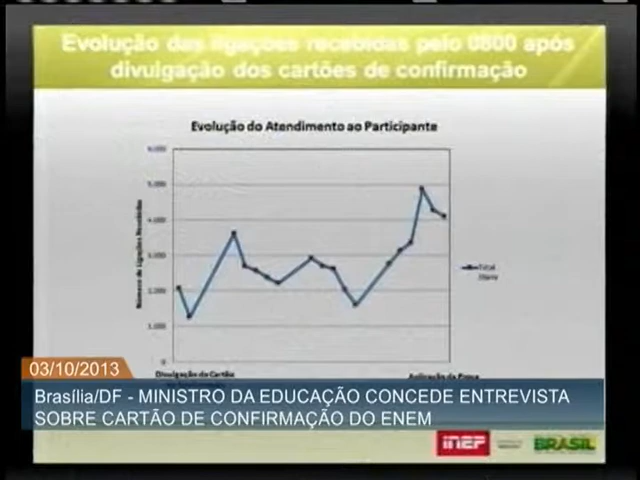 Evolução das ligações recebidas pelo 0800 após
divulgação dos cartões de confirmação
Evolução do Atendimento ao Participante
6.000
5.000
4.000
3.000
2.000
1.000
Número de Ligações Recebidas
Total
Divulgação do Cartão
Aplicação da Prova
03/10/2013
Brasília/DF - MINISTRO DA EDUCAÇÃO CONCEDE ENTREVISTA
SOBRE CARTÃO DE CONFIRMAÇÃO DO ENEM
INEP
BRASIL